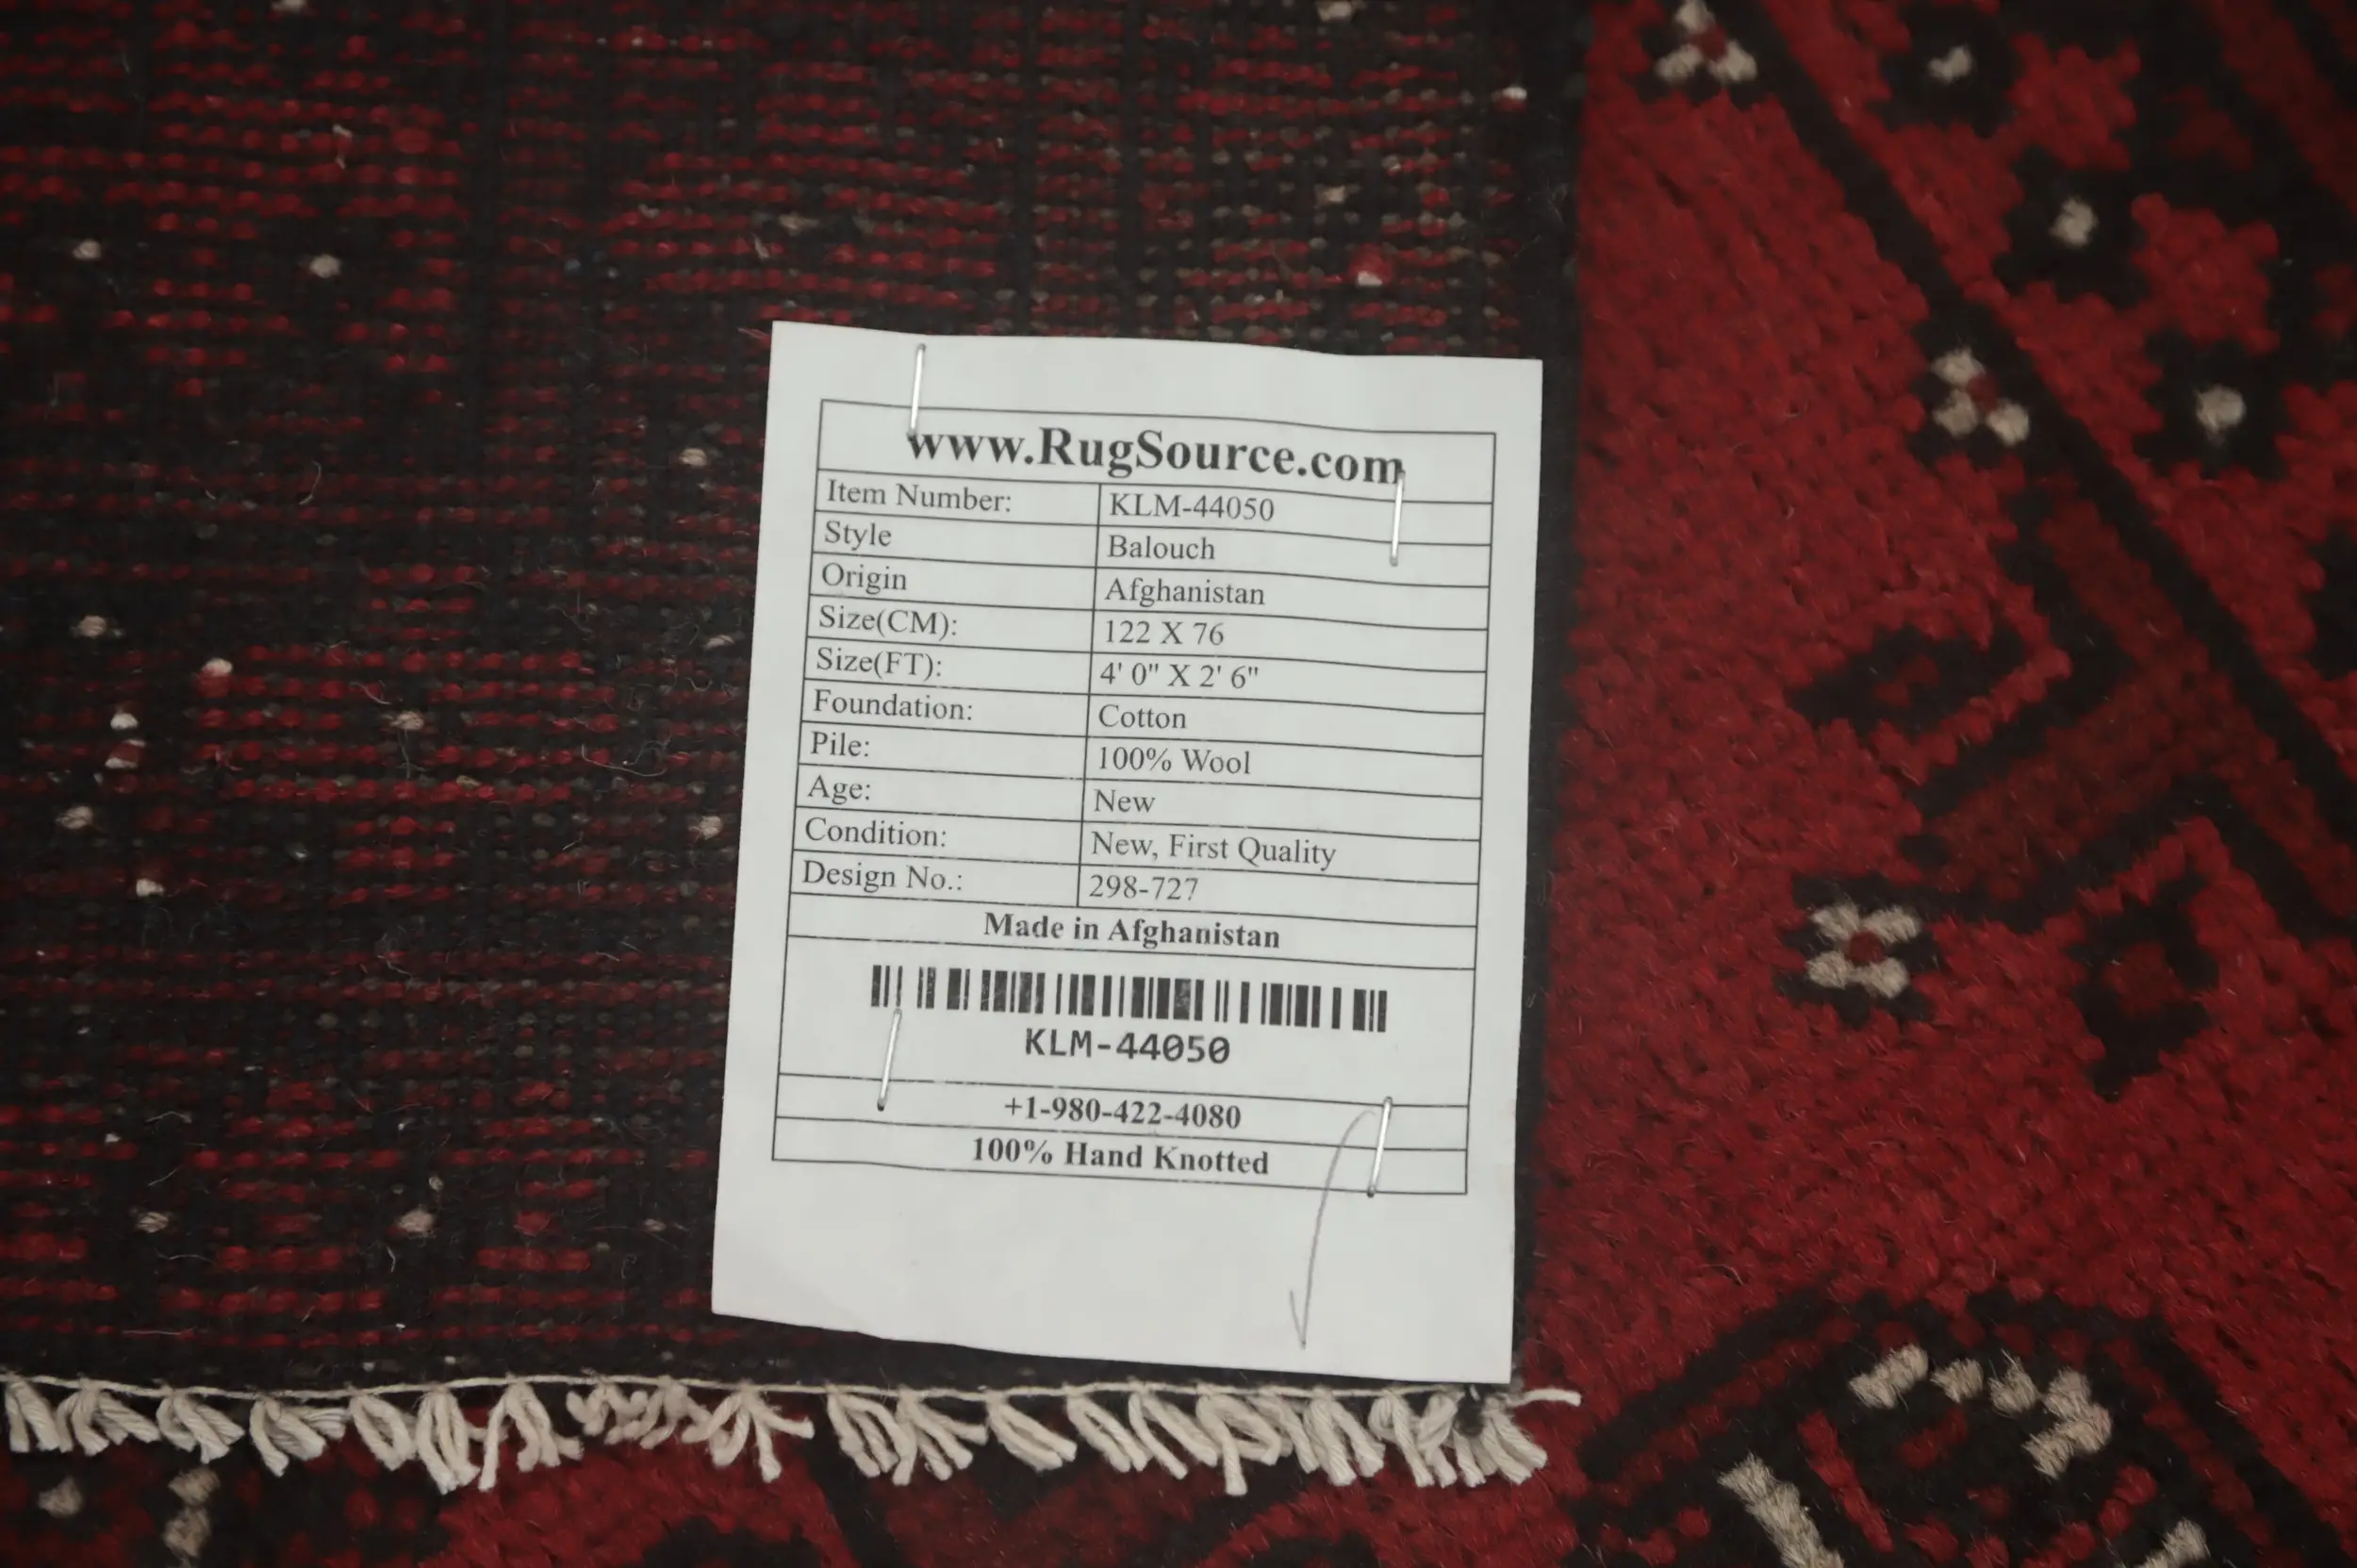 www.RugSource.com
Item Number: KLM-44050
Style Balouch
Origin Afghanistan
Size(CM): 122 X 76
Size(FT): 4' 0" X 2' 6"
Foundation: Cotton
Pile: 100% Wool
Age: New
Condition: New, First Quality
Design No.: 298-727
Made in Afghanistan
KLM-44050
+1-980-422-4080
100% Hand Knotted